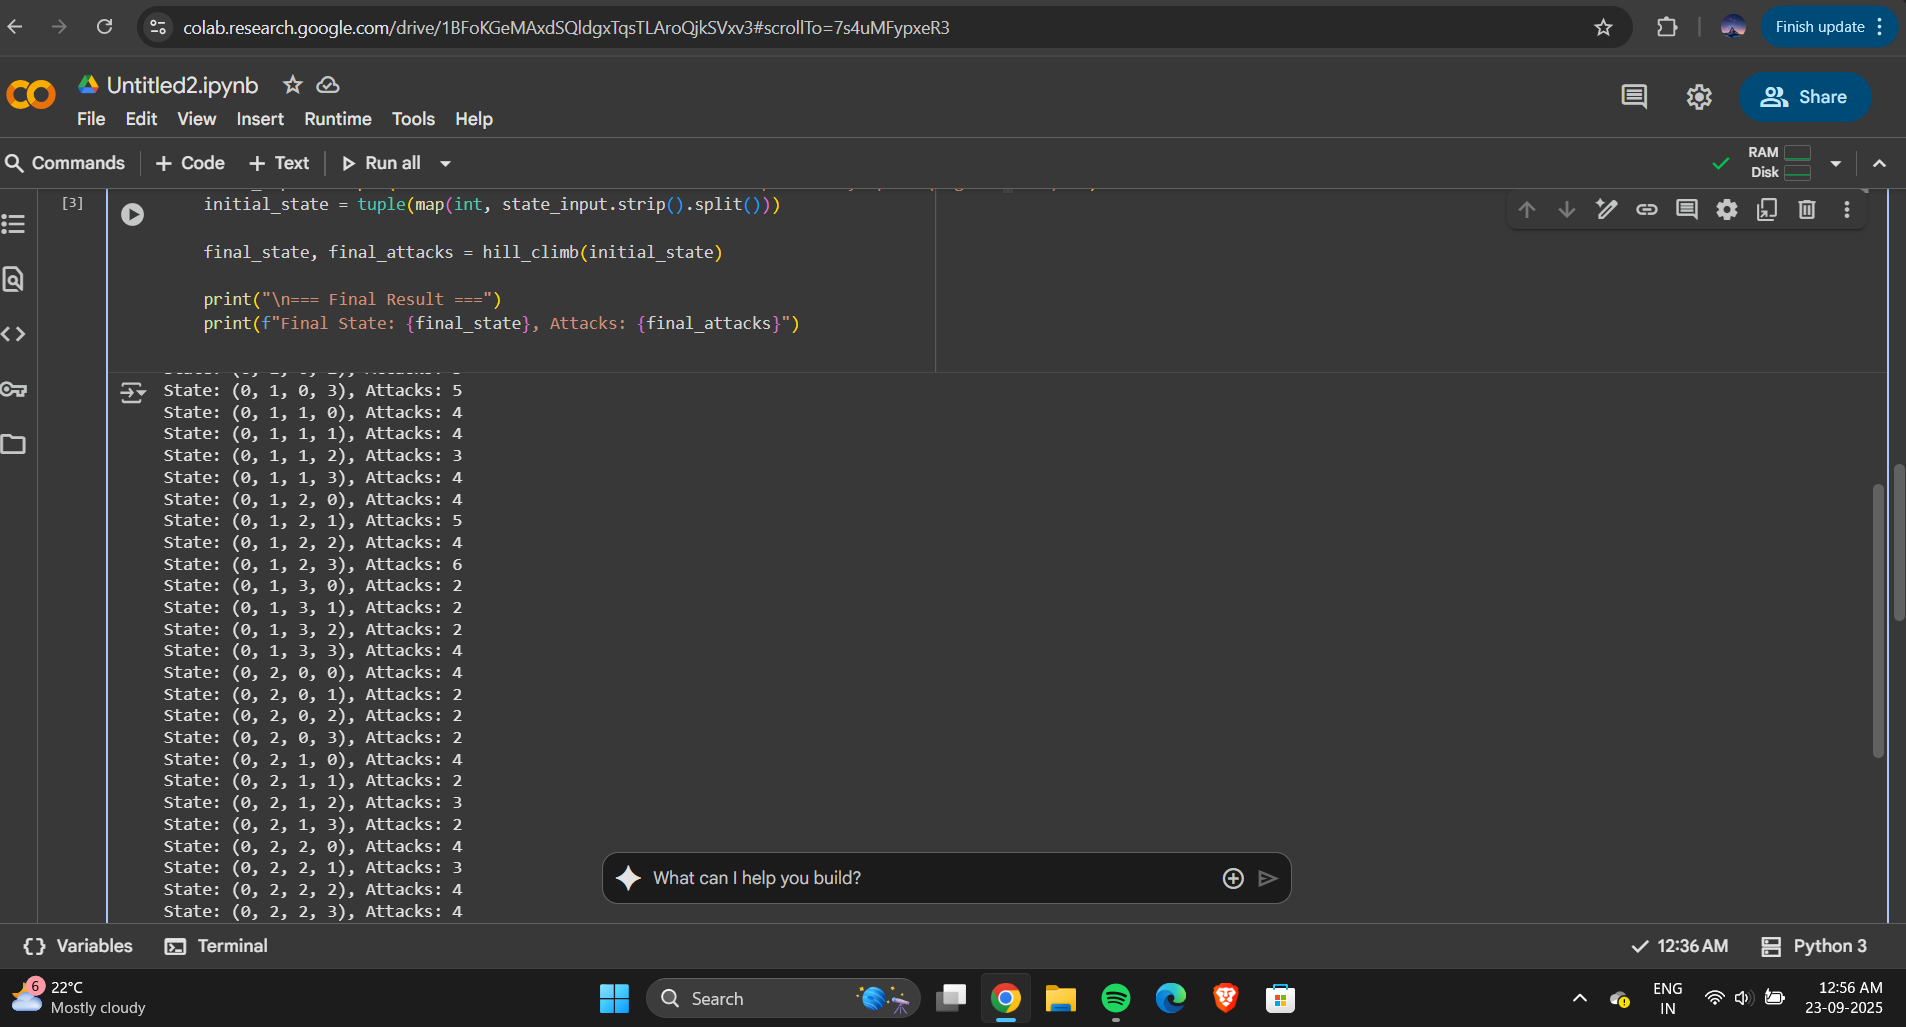 colab.research.google.com/drive/1BFoKGeMAxdSQldgxTqsTLAroQjkSVxv3#scrollTo=7s4uMFypxeR3
Finish update
Untitled2.ipynb
File Edit View Insert Runtime Tools Help
Share
Commands + Code + Text Run all
RAM
Disk
[3]
initial_state = tuple(map(int, state_input.strip().split()))
final_state, final_attacks = hill_climb(initial_state)
print("\n=== Final Result ===")
print(f"Final State: {final_state}, Attacks: {final_attacks}")
State: (0, 1, 0, 3), Attacks: 5
State: (0, 1, 1, 0), Attacks: 4
State: (0, 1, 1, 1), Attacks: 4
State: (0, 1, 1, 2), Attacks: 3
State: (0, 1, 1, 3), Attacks: 4
State: (0, 1, 2, 0), Attacks: 4
State: (0, 1, 2, 1), Attacks: 5
State: (0, 1, 2, 2), Attacks: 4
State: (0, 1, 2, 3), Attacks: 6
State: (0, 1, 3, 0), Attacks: 2
State: (0, 1, 3, 1), Attacks: 2
State: (0, 1, 3, 2), Attacks: 2
State: (0, 1, 3, 3), Attacks: 4
State: (0, 2, 0, 0), Attacks: 4
State: (0, 2, 0, 1), Attacks: 2
State: (0, 2, 0, 2), Attacks: 2
State: (0, 2, 0, 3), Attacks: 2
State: (0, 2, 1, 0), Attacks: 4
State: (0, 2, 1, 1), Attacks: 2
State: (0, 2, 1, 2), Attacks: 3
State: (0, 2, 1, 3), Attacks: 2
State: (0, 2, 2, 0), Attacks: 4
State: (0, 2, 2, 1), Attacks: 3
State: (0, 2, 2, 2), Attacks: 4
State: (0, 2, 2, 3), Attacks: 4
What can I help you build?
Variables Terminal
12:36 AM Python 3
6
22°C
Mostly cloudy
Search
ENG
IN
12:56 AM
23-09-2025